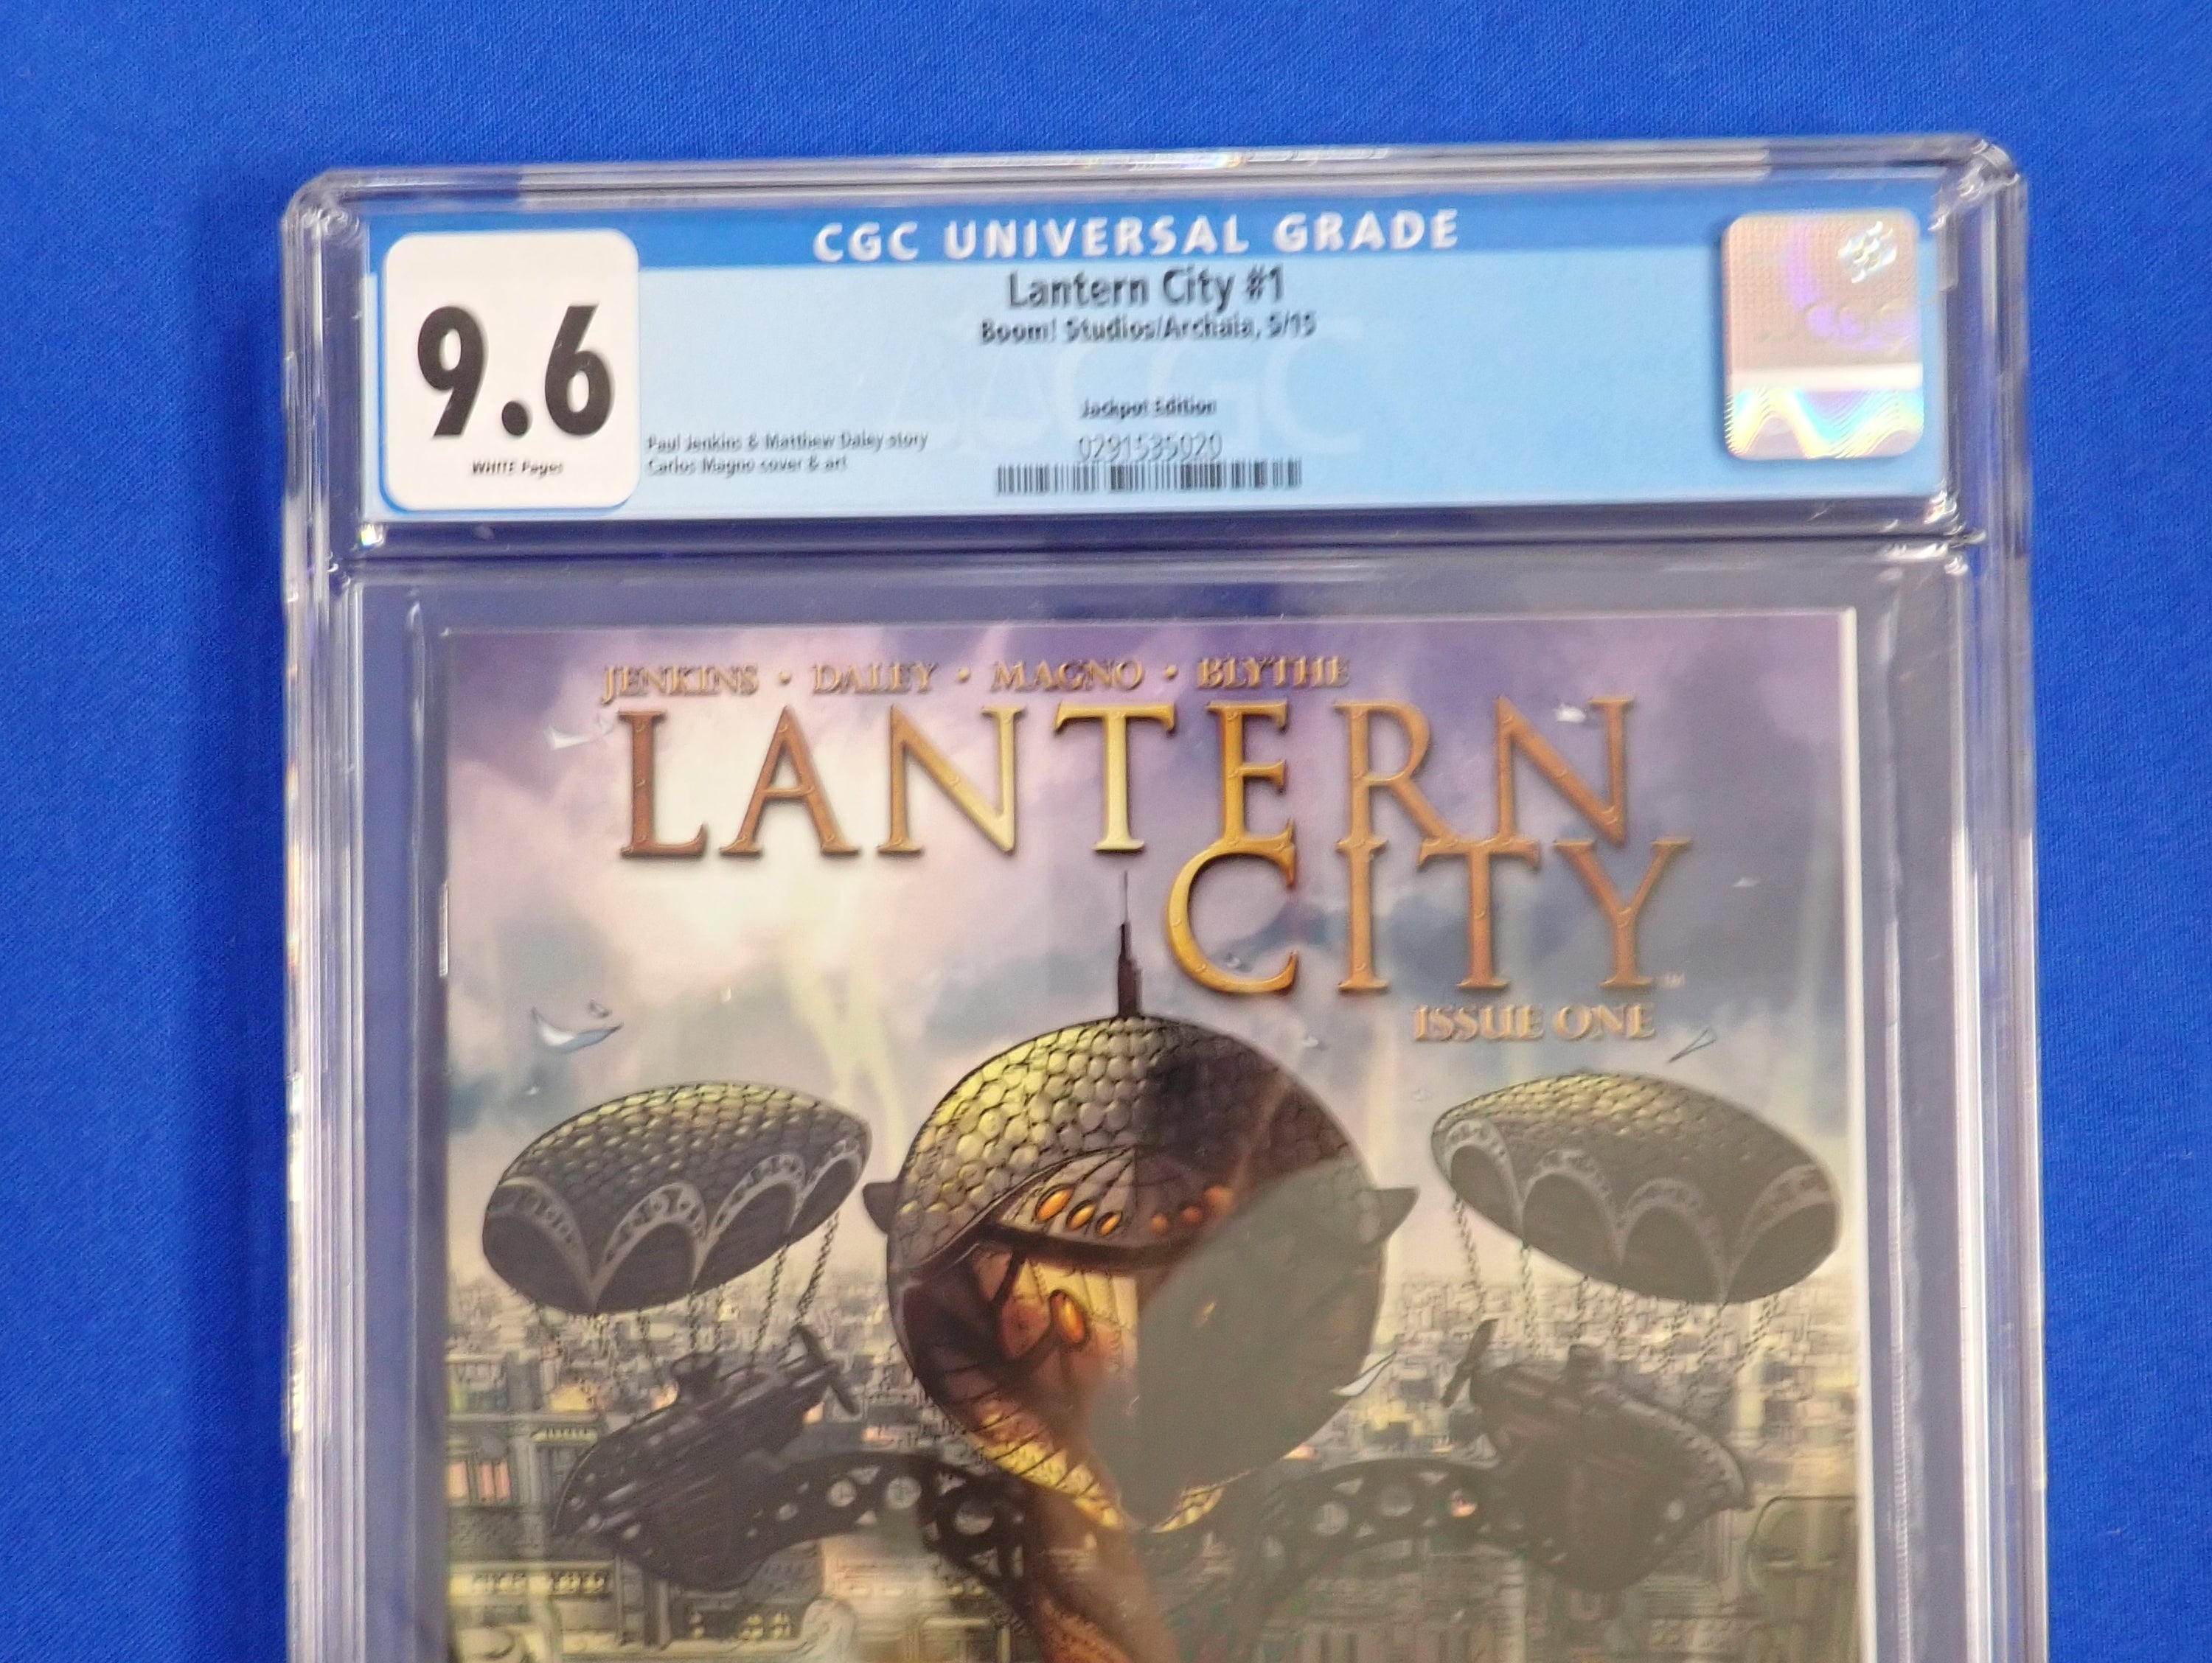 CGC UNIVERSAL GRADE
9.6
WHITE Pages
Lantern City #1
Boom! Studios/Archaia, 5/15
Jackpot Edition
Paul Jenkins & Matthew Daley story
Carlos Magno cover & art
0291535020
JENKINS • DALEY • MAGNO • BLYTHE
LANTERN
CITY™
ISSUE ONE